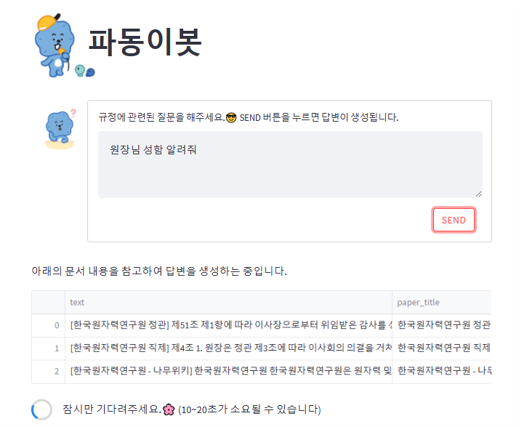 파동이봇
?
규정에 관련된 질문을 해주세요.😎 SEND 버튼을 누르면 답변이 생성됩니다.
원장님 성함 알려줘
SEND
아래의 문서 내용을 참고하여 답변을 생성하는 중입니다.
text paper_title
0 [한국원자력연구원 정관] 제51조 제1항에 따라 이사장으로부터 위임받은 감사를 한국원자력연구원 정관
1 [한국원자력연구원 직제] 제4조 1. 원장은 정관 제3조에 따라 이사회의 의결을 거쳐 한국원자력연구원 직제
2 [한국원자력연구원 - 나무위키] 한국원자력연구원 한국원자력연구원은 원자력 및 한국원자력연구원 - 나무
잠시만 기다려주세요.🌸 (10~20초가 소요될 수 있습니다)